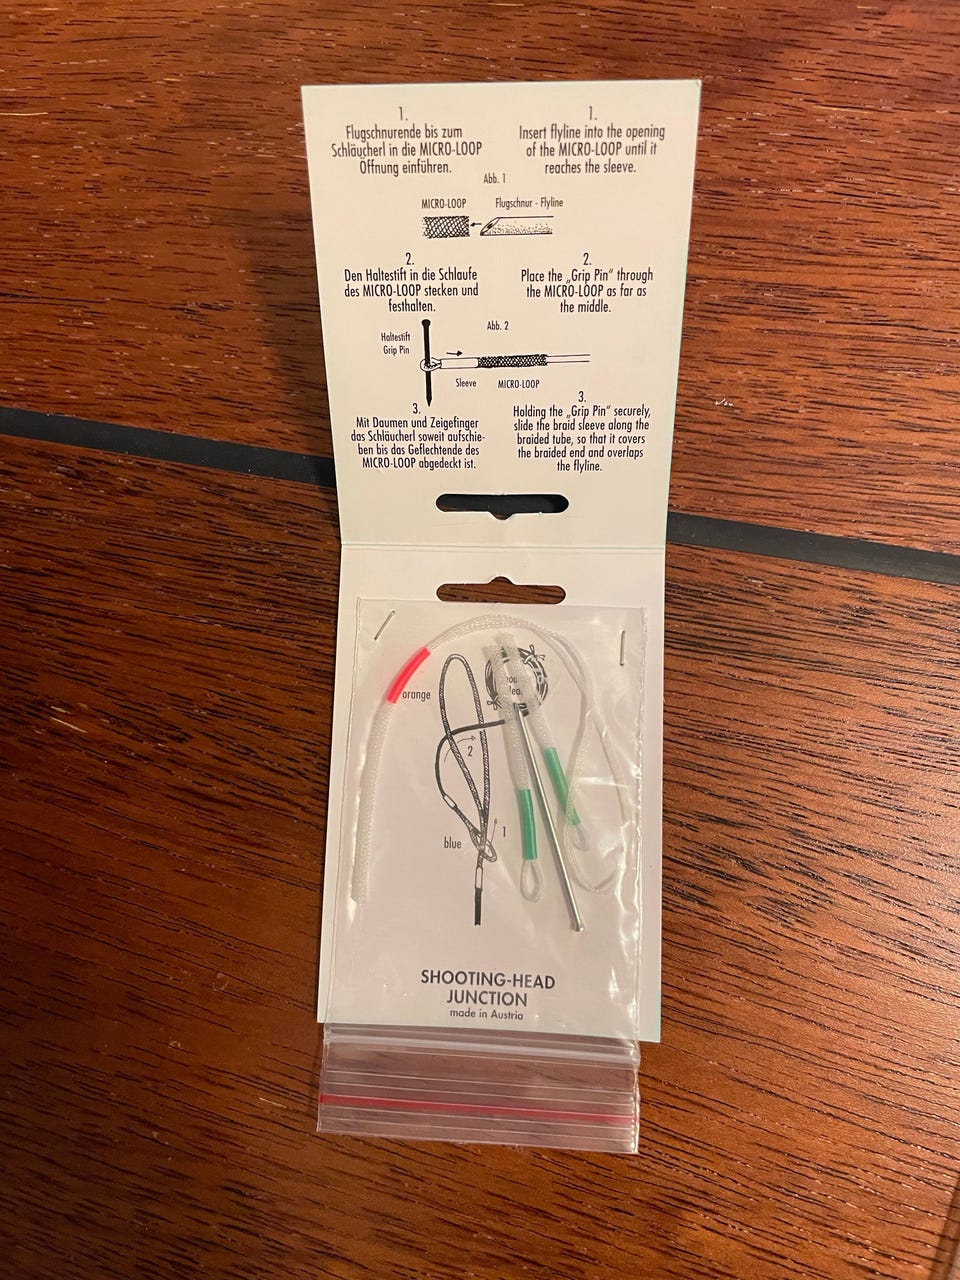 1.
Flugschnurende bis zum
Schläucherl in die MICRO-LOOP
Öffnung einführen.
1.
Insert flyline into the opening
of the MICRO-LOOP until it
reaches the sleeve.
Abb. 1
MICRO-LOOP
Flugschnur - Flyline
2.
Den Haltestift in die Schlaufe
des MICRO-LOOP stecken und
festhalten.
2.
Place the „Grip Pin“ through
the MICRO-LOOP as far as
the middle.
Abb. 2
Haltestift
Grip Pin
Sleeve
MICRO-LOOP
3.
Mit Daumen und Zeigefinger
das Schläucherl soweit aufschie-
ben bis das Geflechtende des
MICRO-LOOP abgedeckt ist.
3.
Holding the „Grip Pin“ securely,
slide the braid sleeve along the
braided tube, so that it covers
the braided end and overlaps
the flyline.
orange
2
blue
1
SHOOTING-HEAD
JUNCTION
made in Austria